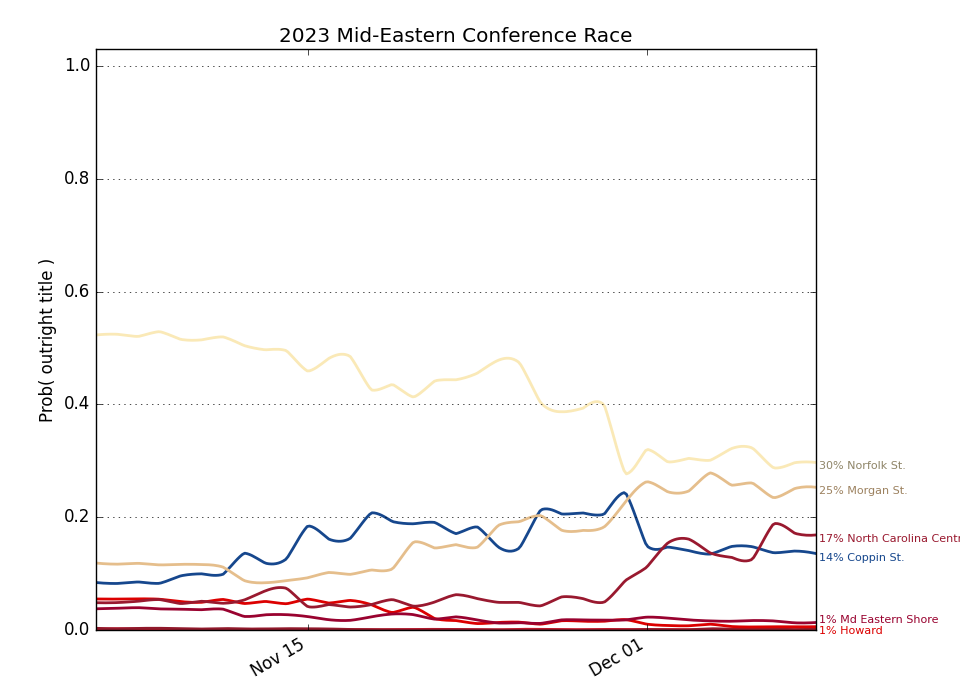 2023 Mid-Eastern Conference Race
Prob( outright title )
1.0
0.8
0.6
0.4
0.2
0.0
Nov 15
Dec 01
30% Norfolk St.
25% Morgan St.
17% North Carolina Centr
14% Coppin St.
1% Md Eastern Shore
1% Howard